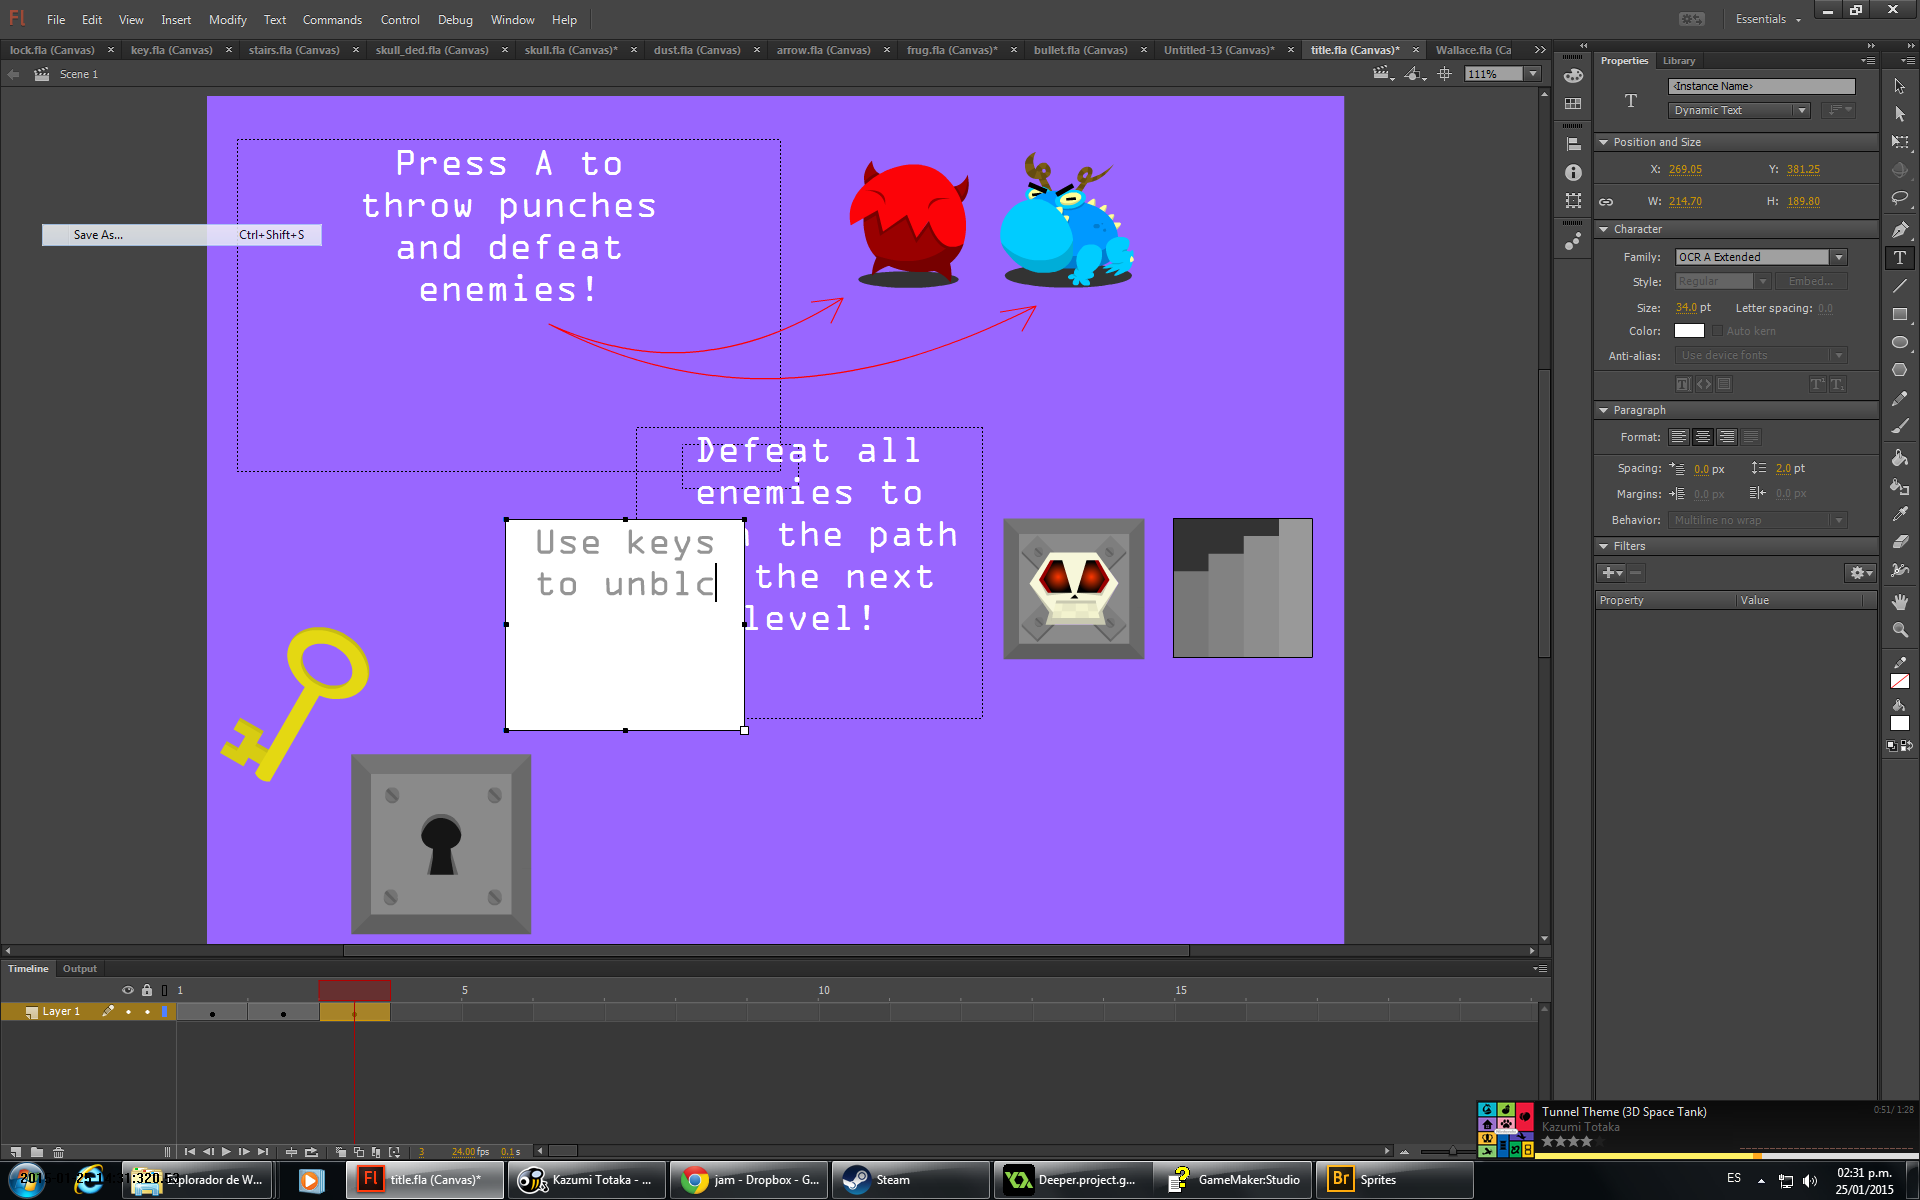 Fl File Edit View Insert Modify Text Commands Control Debug Window Help
Essentials
lock.fla (Canvas) × key.fla (Canvas) × stairs.fla (Canvas) × skull_ded.fla (Canvas) × skull.fla (Canvas)* × dust.fla (Canvas) × arrow.fla (Canvas) × frug.fla (Canvas)* × bullet.fla (Canvas) × Untitled-13 (Canvas)* × title.fla (Canvas)* × Wallace.fla (Ca
Scene 1
111%
Press A to
throw punches
and defeat
enemies!
Save As... Ctrl+Shift+S
Defeat all
enemies to
the path
the next
level!
Use keys
to unblc
Properties Library
<Instance Name>
Dynamic Text
Position and Size
X: 269.05 Y: 381.25
W: 214.70 H: 189.80
Character
Family: OCR A Extended
Style: Regular Embed...
Size: 34.0 pt Letter spacing: 0.0
Color: Auto kern
Anti-alias: Use device fonts
Paragraph
Format:
Spacing: 0.0 px 2.0 pt
Margins: 0.0 px 0.0 px
Behavior: Multiline no wrap
Filters
Property Value
Timeline Output
1 5 10 15
Layer 1
3 24.00 fps 0.1 s
Tunnel Theme (3D Space Tank) 0:51/ 1:28
Kazumi Totaka
Explorador de W...
Fl title.fla (Canvas)*
Kazumi Totaka - ...
jam - Dropbox - G...
Steam
Deeper.project.g...
GameMaker:Studio
Br Sprites
ES
02:31 p.m.
25/01/2015